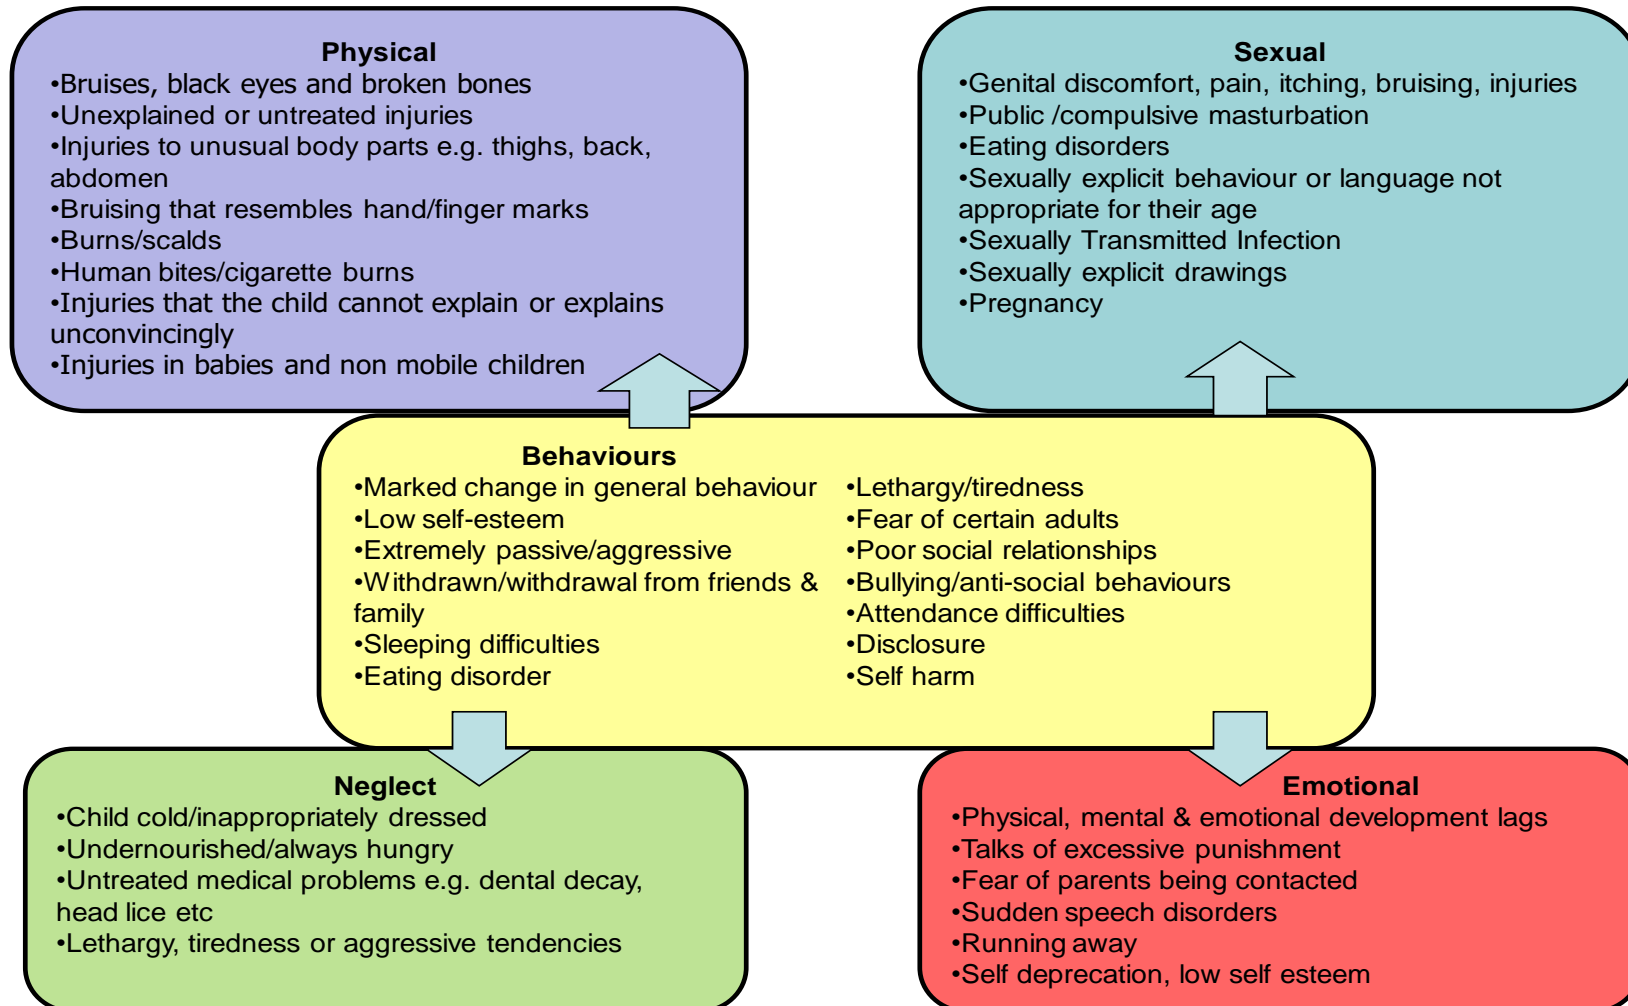 Physical
•Bruises, black eyes and broken bones
•Unexplained or untreated injuries
•Injuries to unusual body parts e.g. thighs, back,
abdomen
•Bruising that resembles hand/finger marks
•Burns/scalds
•Human bites/cigarette burns
•Injuries that the child cannot explain or explains
unconvincingly
•Injuries in babies and non mobile children
Sexual
•Genital discomfort, pain, itching, bruising, injuries
•Public /compulsive masturbation
•Eating disorders
•Sexually explicit behaviour or language not
appropriate for their age
•Sexually Transmitted Infection
•Sexually explicit drawings
•Pregnancy
Behaviours
•Marked change in general behaviour
•Low self-esteem
•Extremely passive/aggressive
•Withdrawn/withdrawal from friends &
family
•Sleeping difficulties
•Eating disorder
•Lethargy/tiredness
•Fear of certain adults
•Poor social relationships
•Bullying/anti-social behaviours
•Attendance difficulties
•Disclosure
•Self harm
Neglect
•Child cold/inappropriately dressed
•Undernourished/always hungry
•Untreated medical problems e.g. dental decay,
head lice etc
•Lethargy, tiredness or aggressive tendencies
Emotional
•Physical, mental & emotional development lags
•Talks of excessive punishment
•Fear of parents being contacted
•Sudden speech disorders
•Running away
•Self deprecation, low self esteem